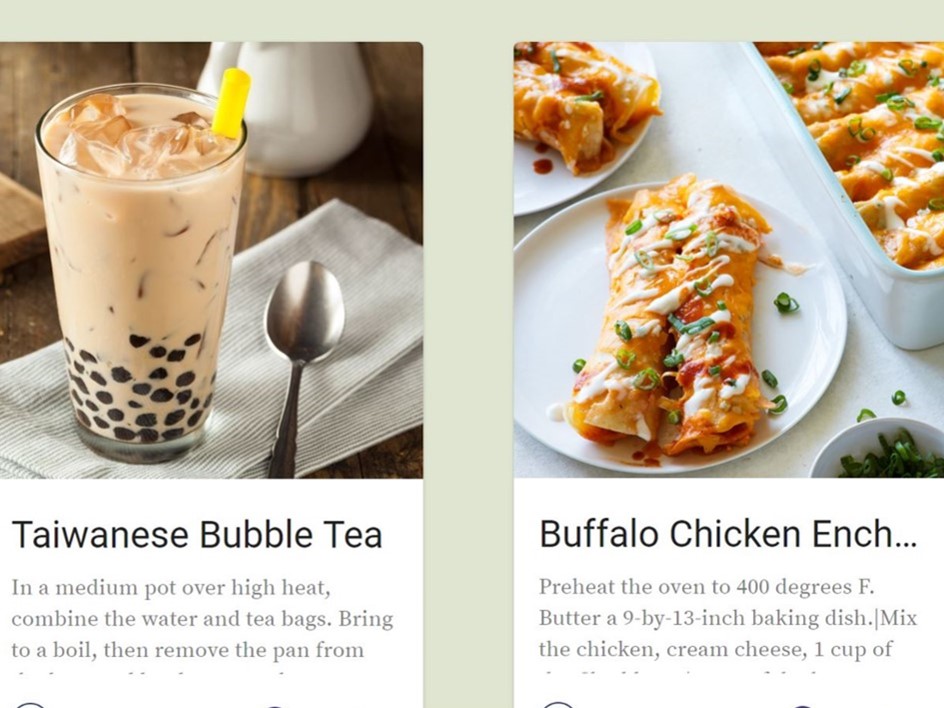 Taiwanese Bubble Tea
In a medium pot over high heat,
combine the water and tea bags. Bring
to a boil, then remove the pan from
Buffalo Chicken Ench...
Preheat the oven to 400 degrees F.
Butter a 9-by-13-inch baking dish.|Mix
the chicken, cream cheese, 1 cup of